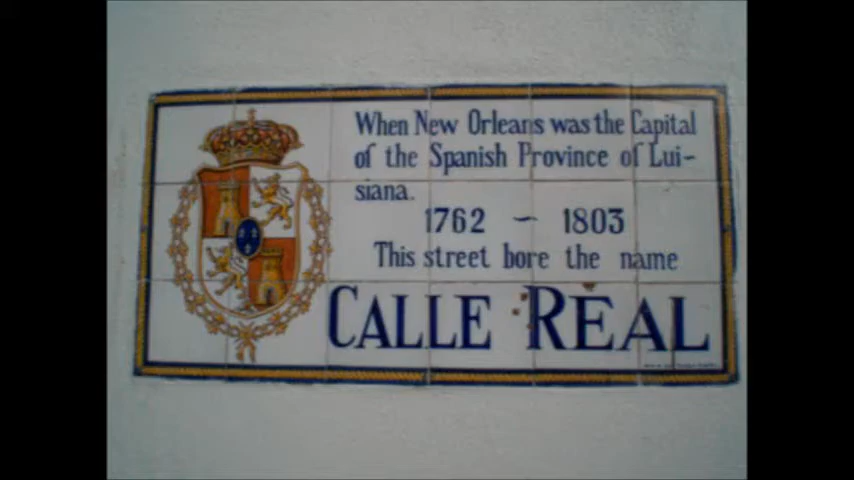 When New Orleans was the Capital
of the Spanish Province of Lui-
siana.
1762 ~ 1803
This street bore the name
CALLE REAL